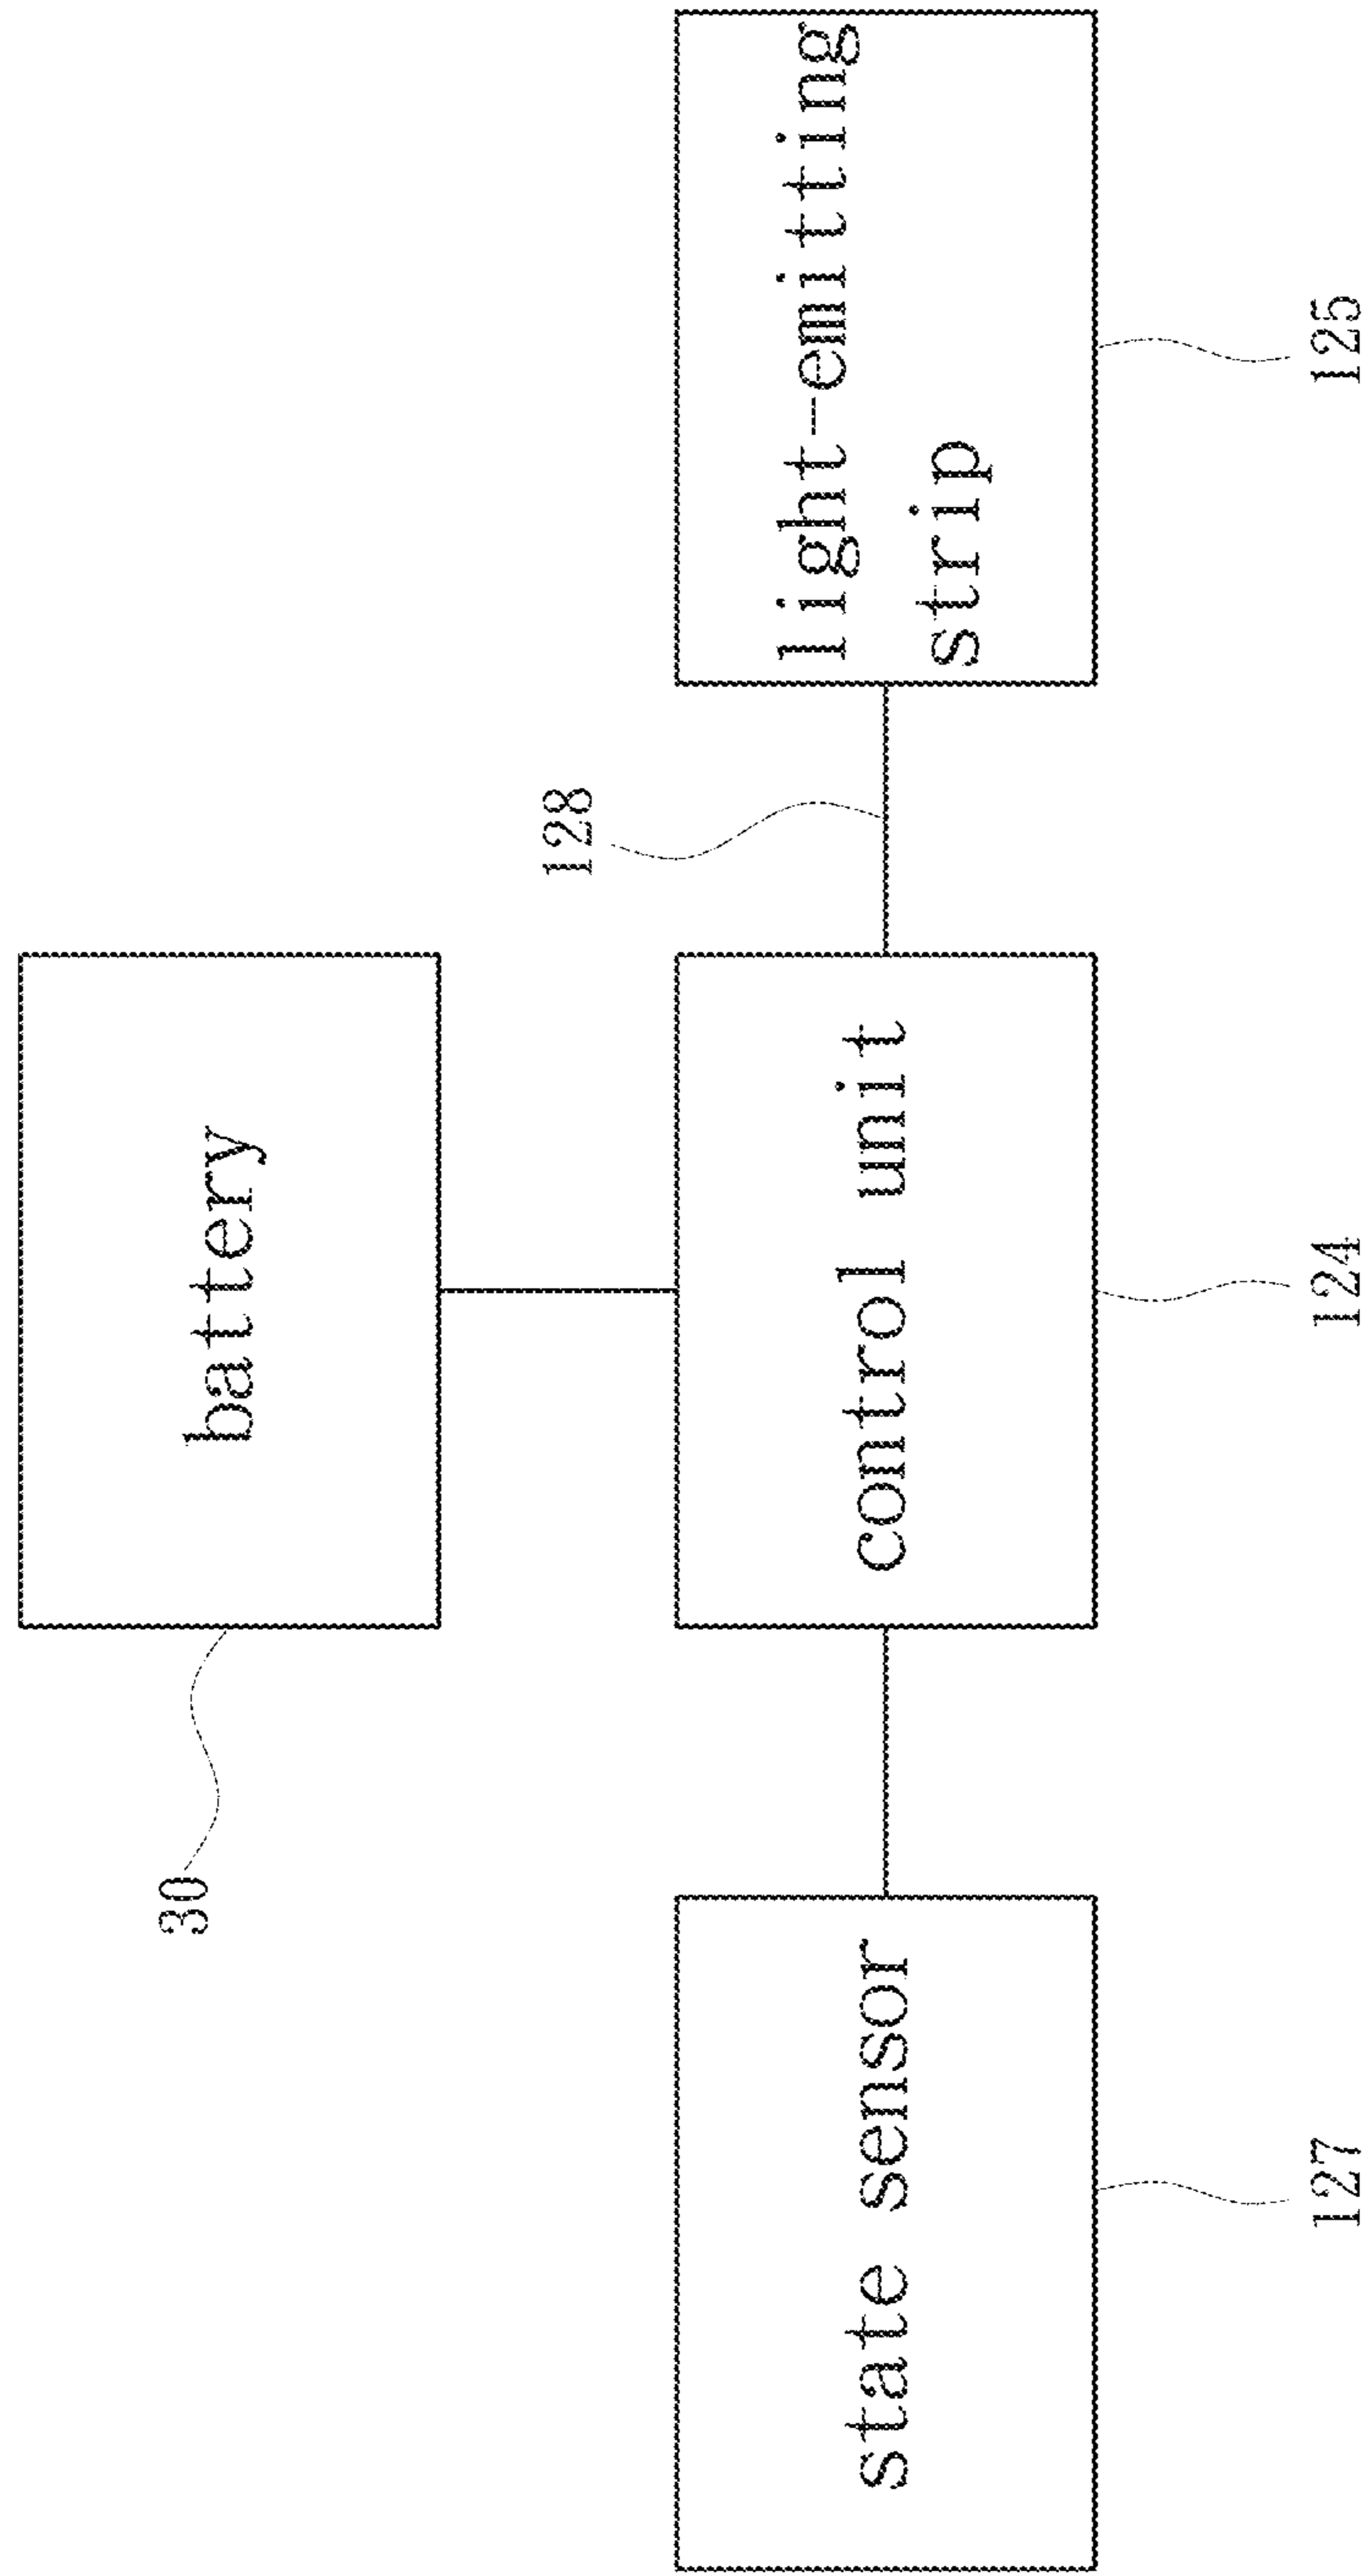 battery
30
128
state sensor
control unit
light-emitting
strip
127
124
125